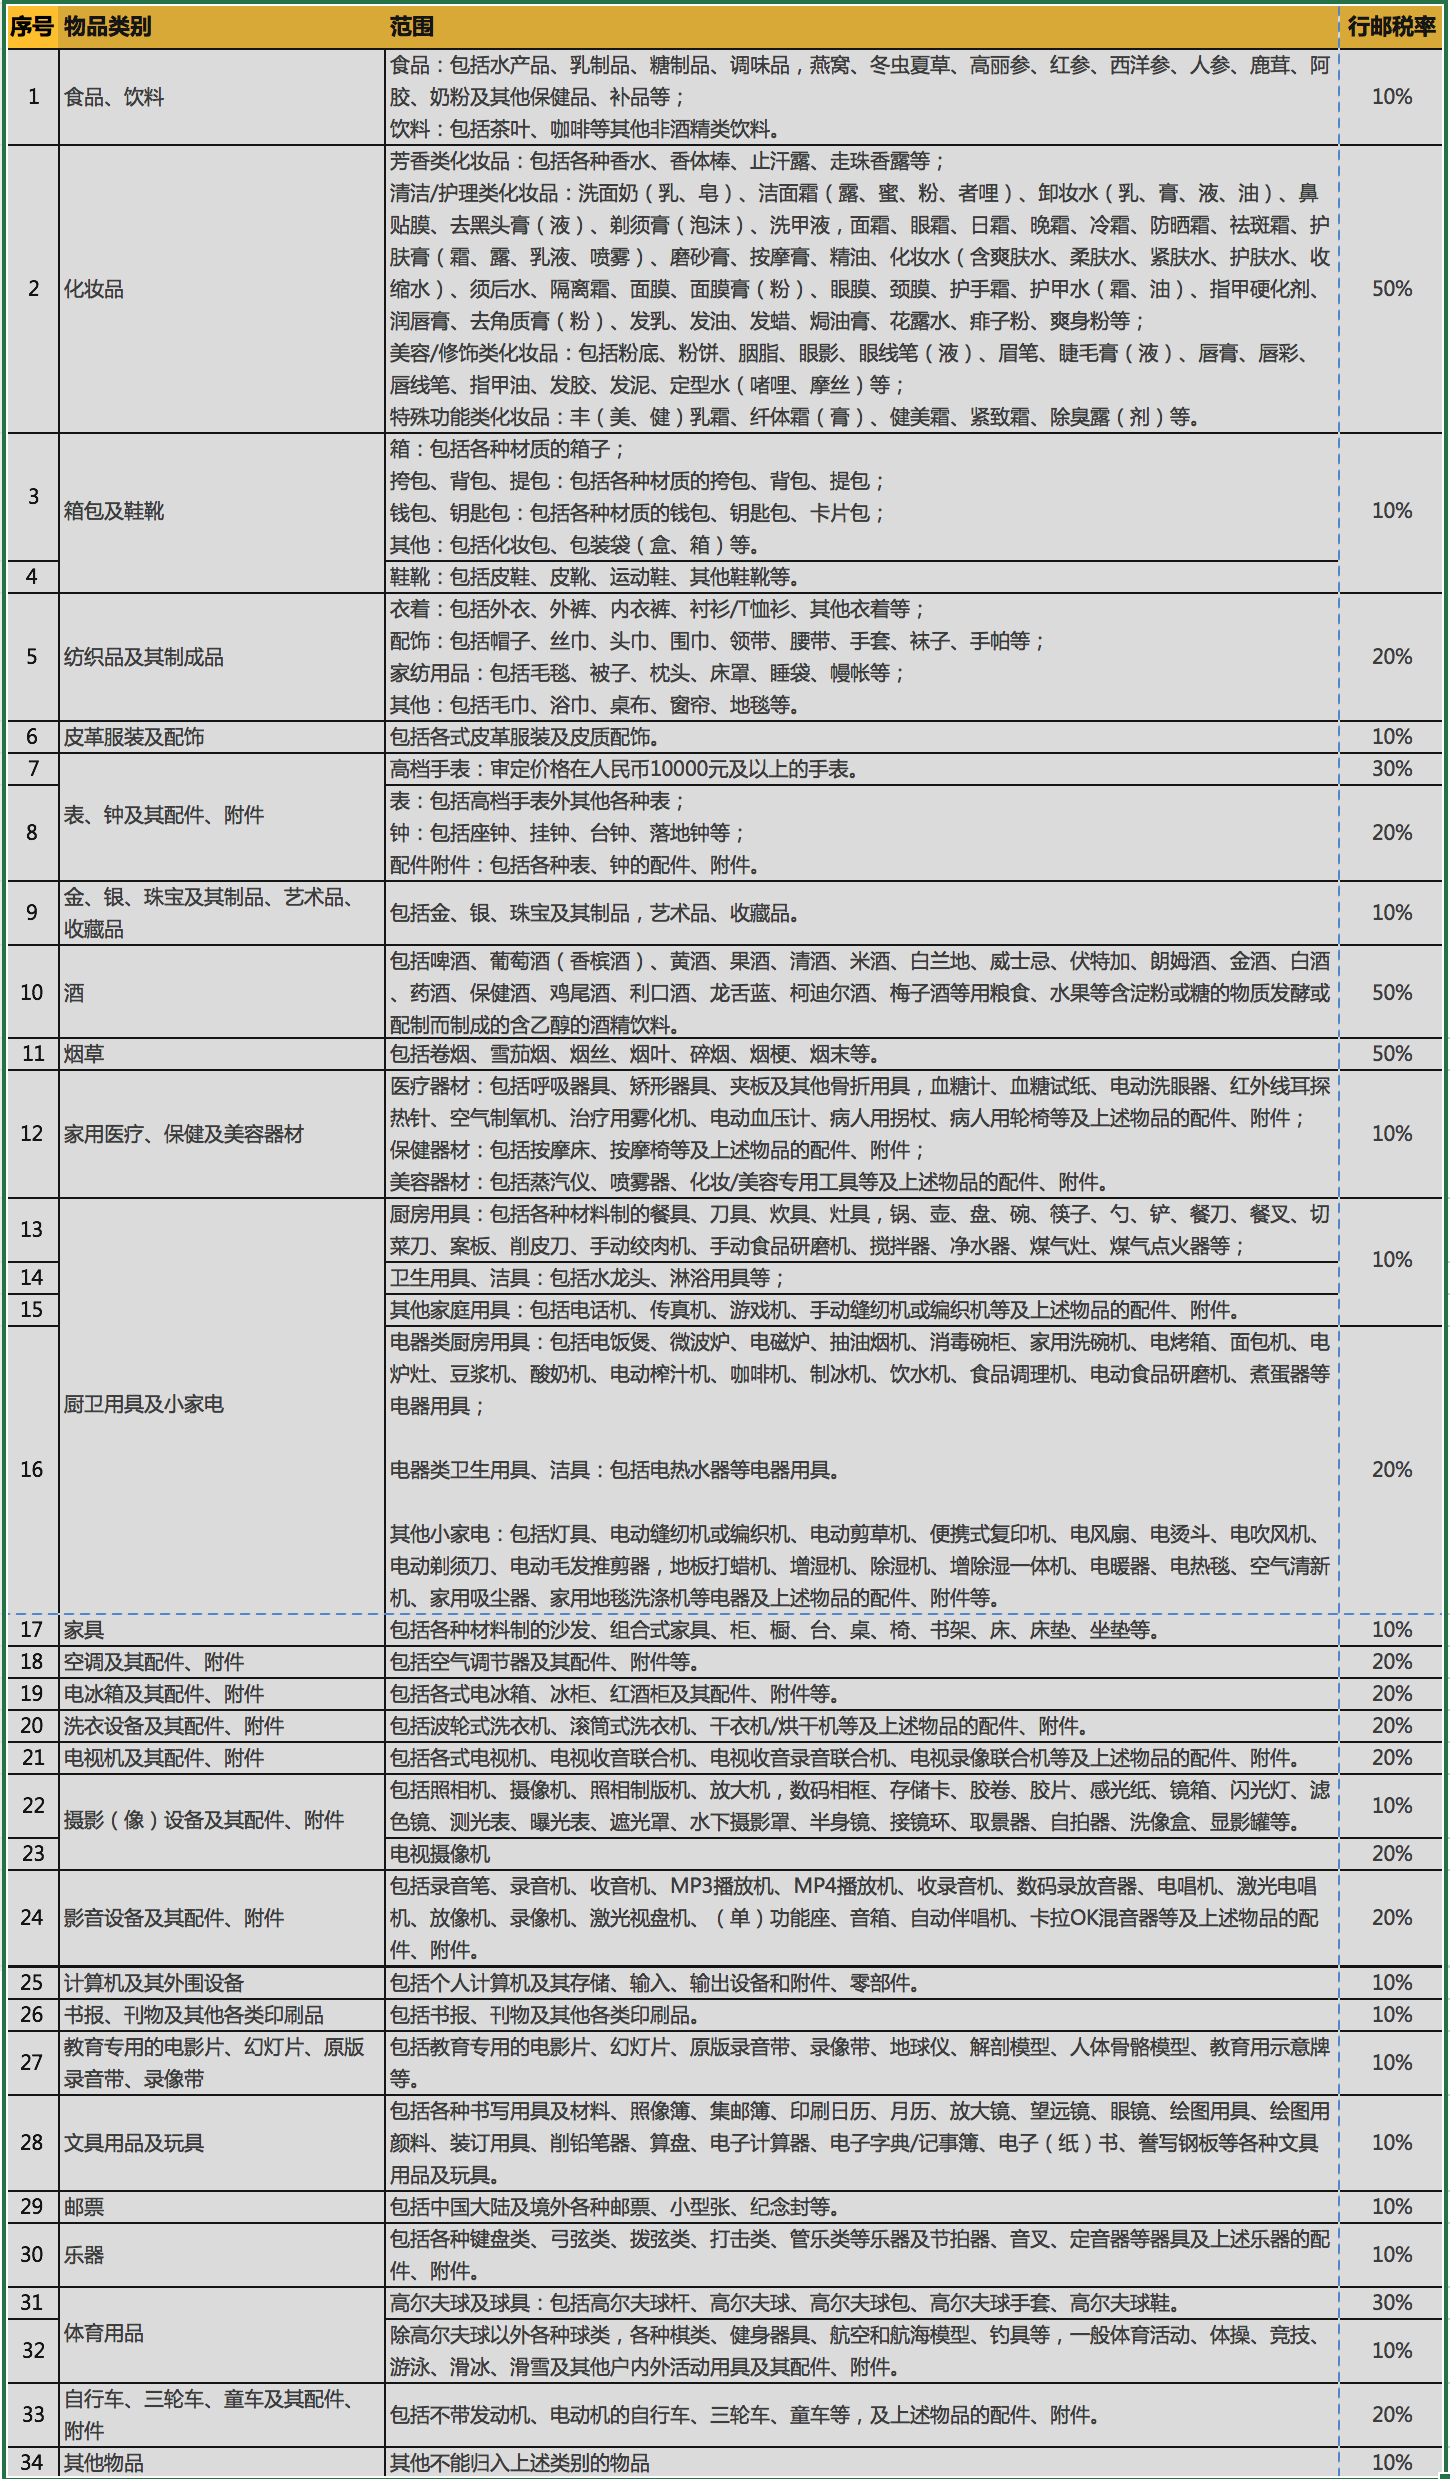 序号 物品类别 范围 行邮税率
食品：包括水产品、乳制品、糖制品、调味品，燕窝、冬虫夏草、高丽参、红参、西洋参、人参、鹿茸、阿
1 食品、饮料 胶、奶粉及其他保健品、补品等； 10%
饮料：包括茶叶、咖啡等其他非酒精类饮料。
芳香类化妆品：包括各种香水、香体棒、止汗露、走珠香露等；
清洁/护理类化妆品：洗面奶（乳、皂）、洁面霜（露、蜜、粉、者哩）、卸妆水（乳、膏、液、油）、鼻
贴膜、去黑头膏（液）、剃须膏（泡沫）、洗甲液，面霜、眼霜、日霜、晚霜、冷霜、防晒霜、祛斑霜、护
肤膏（霜、露、乳液、喷雾）、磨砂膏、按摩膏、精油、化妆水（含爽肤水、柔肤水、紧肤水、护肤水、收
2 化妆品 缩水）、须后水、隔离霜、面膜、面膜膏（粉）、眼膜、颈膜、护手霜、护甲水（霜、油）、指甲硬化剂、 50%
润唇膏、去角质膏（粉）、发乳、发油、发蜡、焗油膏、花露水、痱子粉、爽身粉等；
美容/修饰类化妆品：包括粉底、粉饼、胭脂、眼影、眼线笔（液）、眉笔、睫毛膏（液）、唇膏、唇彩、
唇线笔、指甲油、发胶、发泥、定型水（啫哩、摩丝）等；
特殊功能类化妆品：丰（美、健）乳霜、纤体霜（膏）、健美霜、紧致霜、除臭露（剂）等。
箱：包括各种材质的箱子；
3 挎包、背包、提包：包括各种材质的挎包、背包、提包；
箱包及鞋靴 钱包、钥匙包：包括各种材质的钱包、钥匙包、卡片包； 10%
其他：包括化妆包、包装袋（盒、箱）等。
4 鞋靴：包括皮鞋、皮靴、运动鞋、其他鞋靴等。
衣着：包括外衣、外裤、内衣裤、衬衫/T恤衫、其他衣着等；
配饰：包括帽子、丝巾、头巾、围巾、领带、腰带、手套、袜子、手帕等；
5 纺织品及其制成品 20%
家纺用品：包括毛毯、被子、枕头、床罩、睡袋、幔帐等；
其他：包括毛巾、浴巾、桌布、窗帘、地毯等。
6 皮革服装及配饰 包括各式皮革服装及皮质配饰。 10%
7 高档手表：审定价格在人民币10000元及以上的手表。 30%
表、钟及其配件、附件 表：包括高档手表外其他各种表；
8 钟：包括座钟、挂钟、台钟、落地钟等； 20%
配件附件：包括各种表、钟的配件、附件。
金、银、珠宝及其制品、艺术品、
9 包括金、银、珠宝及其制品，艺术品、收藏品。 10%
收藏品
包括啤酒、葡萄酒（香槟酒）、黄酒、果酒、清酒、米酒、白兰地、威士忌、伏特加、朗姆酒、金酒、白酒
10 酒 、药酒、保健酒、鸡尾酒、利口酒、龙舌蓝、柯迪尔酒、梅子酒等用粮食、水果等含淀粉或糖的物质发酵或 50%
配制而制成的含乙醇的酒精饮料。
11 烟草 包括卷烟、雪茄烟、烟丝、烟叶、碎烟、烟梗、烟末等。 50%
医疗器材：包括呼吸器具、矫形器具、夹板及其他骨折用具，血糖计、血糖试纸、电动洗眼器、红外线耳探
热针、空气制氧机、治疗用雾化机、电动血压计、病人用拐杖、病人用轮椅等及上述物品的配件、附件；
12 家用医疗、保健及美容器材 10%
保健器材：包括按摩床、按摩椅等及上述物品的配件、附件；
美容器材：包括蒸汽仪、喷雾器、化妆/美容专用工具等及上述物品的配件、附件。
13 厨房用具：包括各种材料制的餐具、刀具、炊具、灶具，锅、壶、盘、碗、筷子、勺、铲、餐刀、餐叉、切
菜刀、案板、削皮刀、手动绞肉机、手动食品研磨机、搅拌器、净水器、煤气灶、煤气点火器等； 10%
14 卫生用具、洁具：包括水龙头、淋浴用具等；
15 其他家庭用具：包括电话机、传真机、游戏机、手动缝纫机或编织机等及上述物品的配件、附件。
电器类厨房用具：包括电饭煲、微波炉、电磁炉、抽油烟机、消毒碗柜、家用洗碗机、电烤箱、面包机、电
炉灶、豆浆机、酸奶机、电动榨汁机、咖啡机、制冰机、饮水机、食品调理机、电动食品研磨机、煮蛋器等
厨卫用具及小家电 电器用具；
16 电器类卫生用具、洁具：包括电热水器等电器用具。 20%
其他小家电：包括灯具、电动缝纫机或编织机、电动剪草机、便携式复印机、电风扇、电烫斗、电吹风机、
电动剃须刀、电动毛发推剪器，地板打蜡机、增湿机、除湿机、增除湿一体机、电暖器、电热毯、空气清新
机、家用吸尘器、家用地毯洗涤机等电器及上述物品的配件、附件等。
17 家具 包括各种材料制的沙发、组合式家具、柜、橱、台、桌、椅、书架、床、床垫、坐垫等。 10%
18 空调及其配件、附件 包括空气调节器及其配件、附件等。 20%
19 电冰箱及其配件、附件 包括各式电冰箱、冰柜、红酒柜及其配件、附件等。 20%
20 洗衣设备及其配件、附件 包括波轮式洗衣机、滚筒式洗衣机、干衣机/烘干机等及上述物品的配件、附件。 20%
21 电视机及其配件、附件 包括各式电视机、电视收音联合机、电视收音录音联合机、电视录像联合机等及上述物品的配件、附件。 20%
22 包括照相机、摄像机、照相制版机、放大机，数码相框、存储卡、胶卷、胶片、感光纸、镜箱、闪光灯、滤 10%
摄影（像）设备及其配件、附件 色镜、测光表、曝光表、遮光罩、水下摄影罩、半身镜、接镜环、取景器、自拍器、洗像盒、显影罐等。
23 电视摄像机 20%
包括录音笔、录音机、收音机、MP3播放机、MP4播放机、收录音机、数码录放音器、电唱机、激光电唱
24 影音设备及其配件、附件 机、放像机、录像机、激光视盘机、（单）功能座、音箱、自动伴唱机、卡拉OK混音器等及上述物品的配 20%
件、附件。
25 计算机及其外围设备 包括个人计算机及其存储、输入、输出设备和附件、零部件。 10%
26 书报、刊物及其他各类印刷品 包括书报、刊物及其他各类印刷品。 10%
教育专用的电影片、幻灯片、原版 包括教育专用的电影片、幻灯片、原版录音带、录像带、地球仪、解剖模型、人体骨骼模型、教育用示意牌
27 录音带、录像带 等。 10%
包括各种书写用具及材料、照像簿、集邮簿、印刷日历、月历、放大镜、望远镜、眼镜、绘图用具、绘图用
28 文具用品及玩具 颜料、装订用具、削铅笔器、算盘、电子计算器、电子字典/记事簿、电子（纸）书、誊写钢板等各种文具 10%
用品及玩具。
29 邮票 包括中国大陆及境外各种邮票、小型张、纪念封等。 10%
包括各种键盘类、弓弦类、拨弦类、打击类、管乐类等乐器及节拍器、音叉、定音器等器具及上述乐器的配
30 乐器 件、附件。 10%
31 高尔夫球及球具：包括高尔夫球杆、高尔夫球、高尔夫球包、高尔夫球手套、高尔夫球鞋。 30%
体育用品 除高尔夫球以外各种球类，各种棋类、健身器具、航空和航海模型、钓具等，一般体育活动、体操、竞技、
32 游泳、滑冰、滑雪及其他户内外活动用具及其配件、附件。 10%
自行车、三轮车、童车及其配件、
33 包括不带发动机、电动机的自行车、三轮车、童车等，及上述物品的配件、附件。 20%
附件
34 其他物品 其他不能归入上述类别的物品 10%